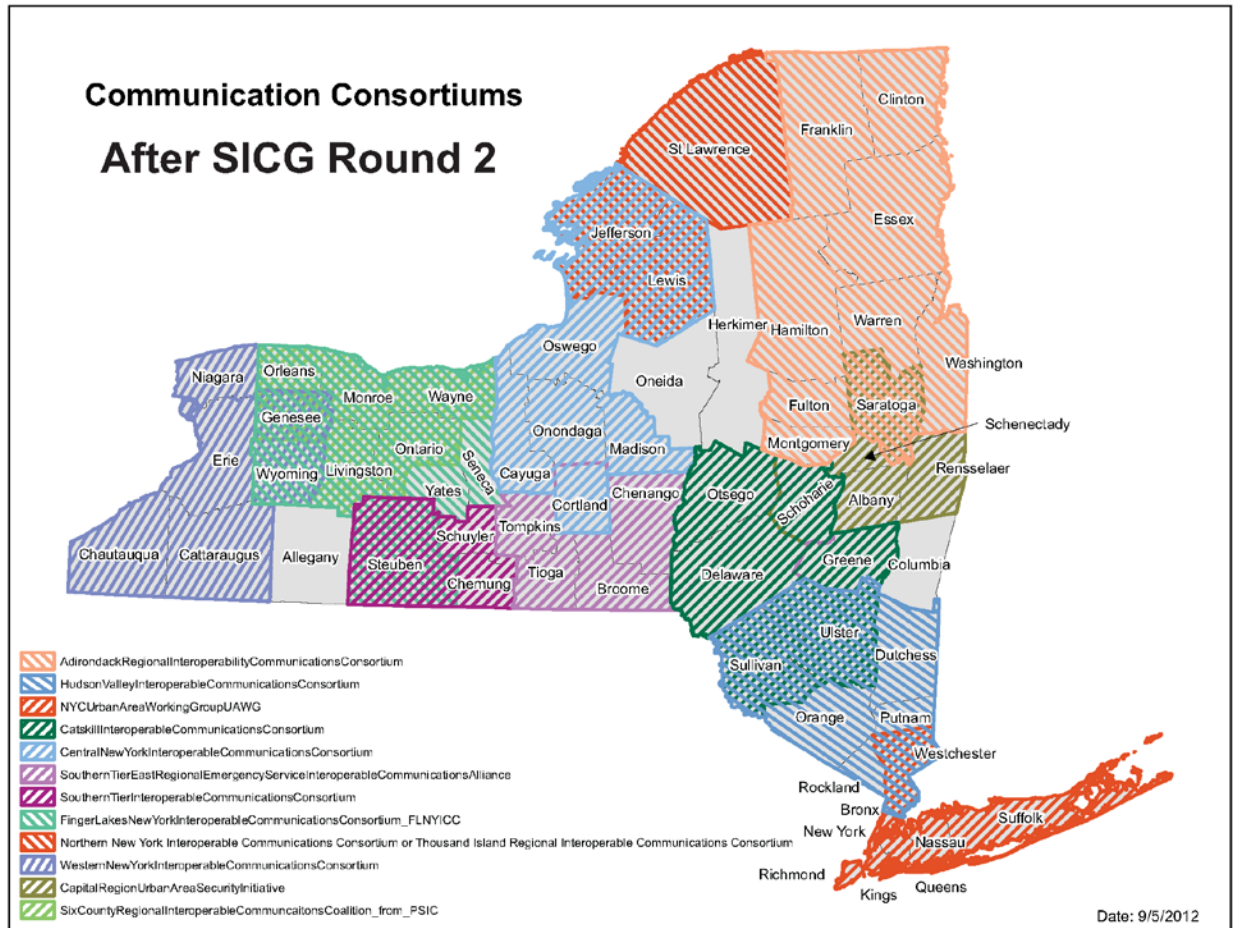 Communication Consortiums
After SICG Round 2
Clinton
Franklin
St Lawrence
Essex
Jefferson
Lewis
Herkimer
Hamilton
Warren
Washington
Oswego
Oneida
Niagara
Orleans
Monroe
Wayne
Genesee
Fulton
Saratoga
Schenectady
Onondaga
Madison
Montgomery
Ontario
Erie
Wyoming
Livingston
Seneca
Cayuga
Rensselaer
Yates
Chenango
Otsego
Schoharie
Albany
Cortland
Tompkins
Schuyler
Chautauqua
Cattaraugus
Allegany
Steuben
Chemung
Tioga
Broome
Delaware
Greene
Columbia
Ulster
Sullivan
Dutchess
Orange
Putnam
Westchester
Rockland
Bronx
New York
Suffolk
Nassau
Richmond
Kings
Queens
AdirondackRegionalInteroperabilityCommunicationsConsortium
HudsonValleyInteroperableCommunicationsConsortium
NYCUrbanAreaWorkingGroupUAWG
CatskillInteroperableCommunicationsConsortium
CentralNewYorkInteroperableCommunicationsConsortium
SouthernTierEastRegionalEmergencyServiceInteroperableCommunicationsAlliance
SouthernTierInteroperableCommunicationsConsortium
FingerLakesNewYorkInteroperableCommunicationsConsortium_FLNYICC
Northern New York Interoperable Communications Consortium or Thousand Island Regional Interoperable Communications Consortium
WesternNewYorkInteroperableCommunicationsConsortium
CapitalRegionUrbanAreaSecurityInitiative
SixCountyRegionalInteroperableCommuncaitonsCoalition_from_PSIC
Date: 9/5/2012